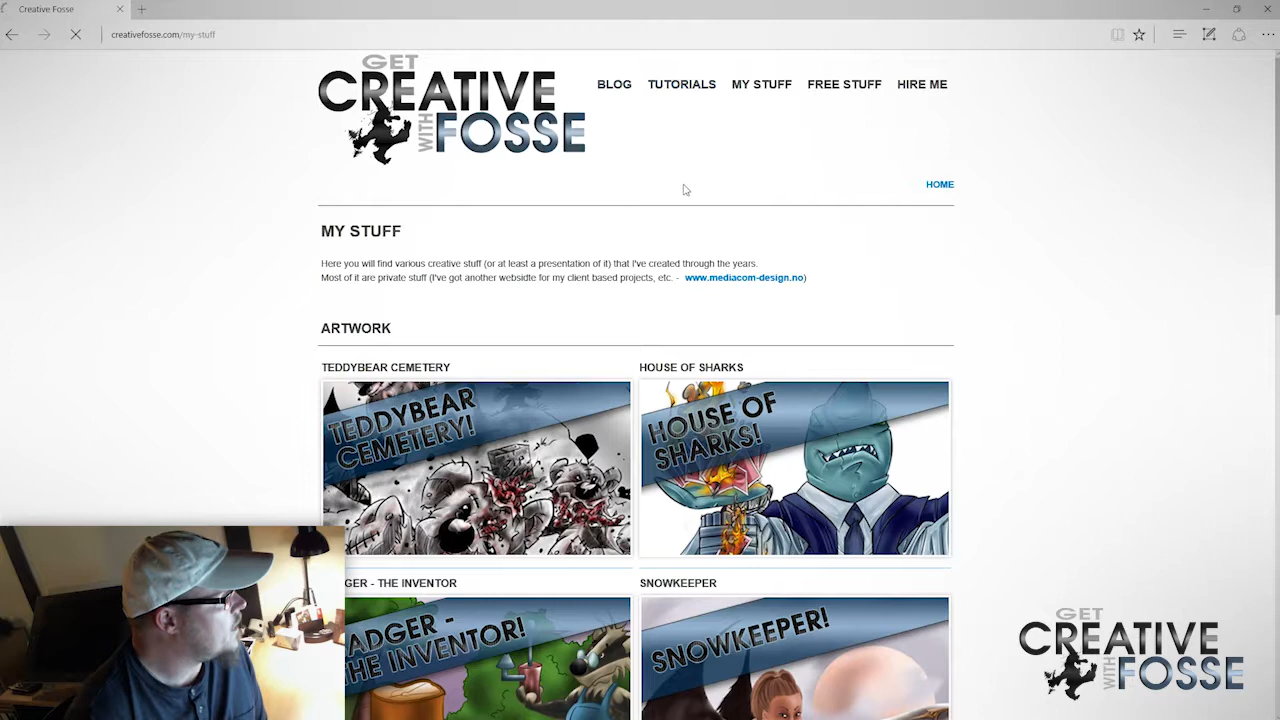 Creative Fosse
creativefosse.com/my-stuff
GET
CREATIVE
WITH FOSSE
BLOG TUTORIALS MY STUFF FREE STUFF HIRE ME
HOME
MY STUFF
Here you will find various creative stuff (or at least a presentation of it) that I've created through the years.
Most of it are private stuff (I've got another websidte for my client based projects, etc. - www.mediacom-design.no)
ARTWORK
TEDDYBEAR CEMETERY
HOUSE OF SHARKS
TEDDYBEAR
CEMETERY!
HOUSE OF
SHARKS!
GER - THE INVENTOR
SNOWKEEPER
ADGER -
THE INVENTOR!
SNOWKEEPER!
GET
CREATIVE
WITH FOSSE